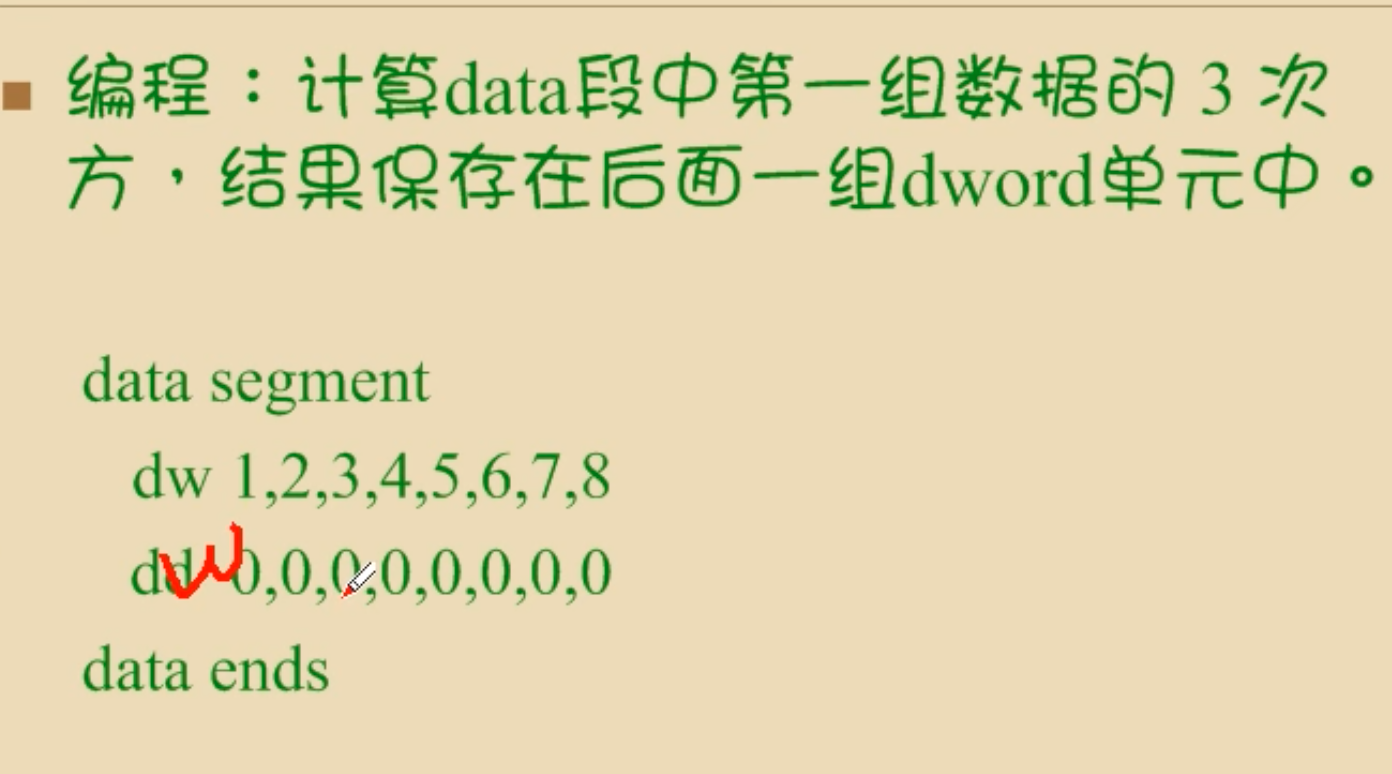 编程：计算data段中第一组数据的 3 次
方，结果保存在后面一组dword单元中。
data segment
dw 1,2,3,4,5,6,7,8
dd 0,0,0,0,0,0,0,0
w
data ends